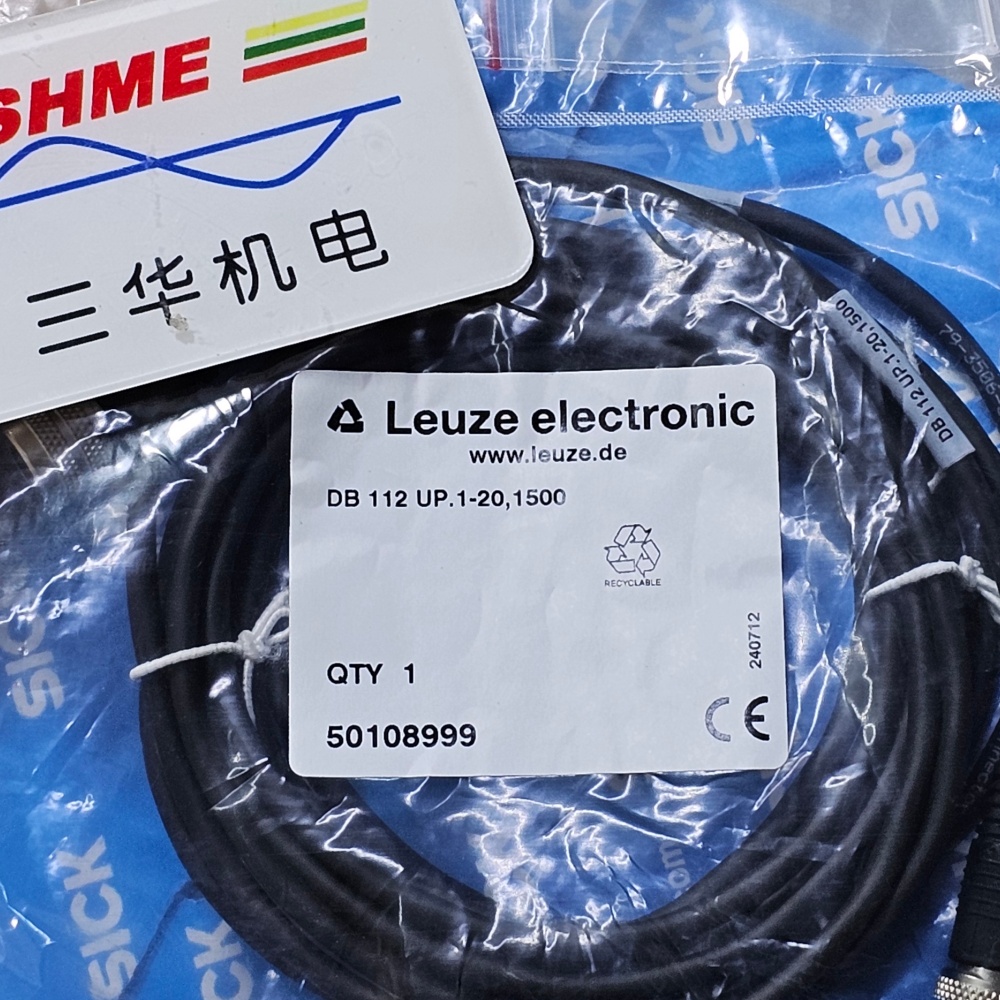 SHME
三华机电
SICK
SICK
DB 112 UP.1-20,1500
Leuze electronic
www.leuze.de
DB 112 UP.1-20,1500
RECYCLABLE
240712
QTY 1
50108999
CE
SICK
SICK
SICK